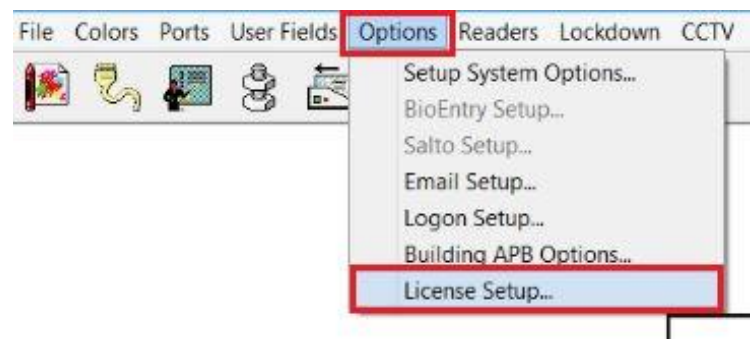 File Colors Ports User Fields Options Readers Lockdown CCTV
Setup System Options...
BioEntry Setup...
Salto Setup...
Email Setup...
Logon Setup...
Building APB Options...
License Setup...